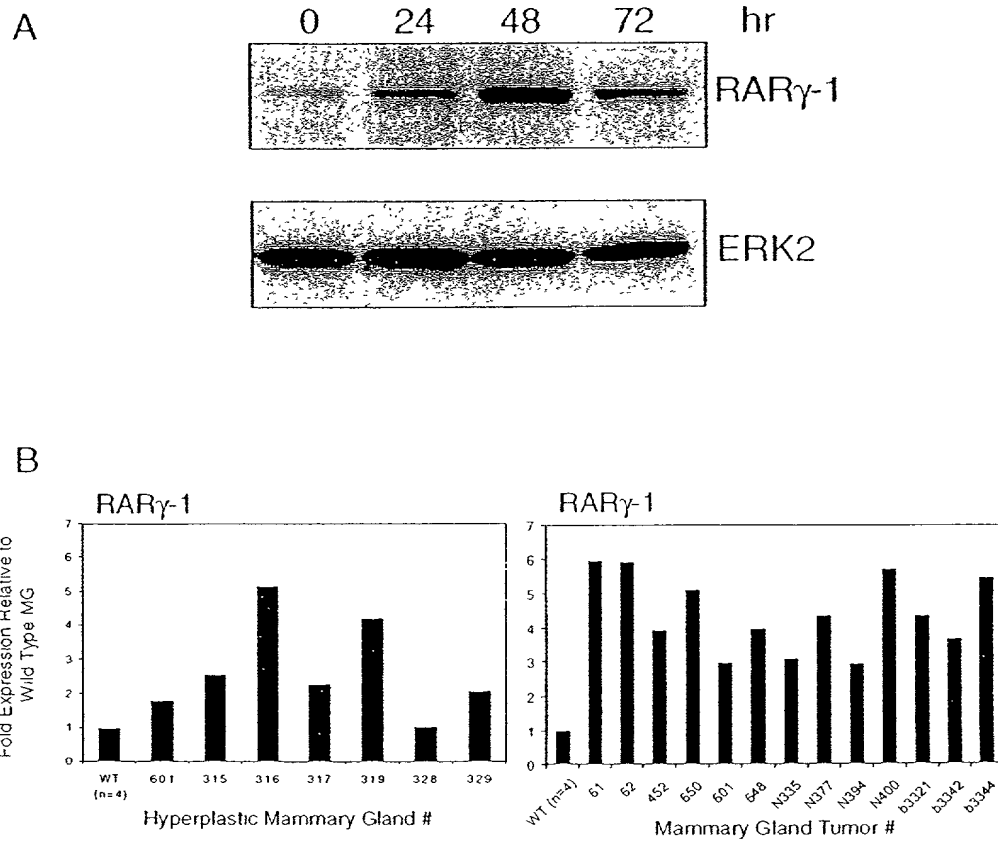 A
0 24 48 72 hr
RARγ-1
ERK2
B
RARγ-1
Fold Expression Relative to
Wild Type MG
7
6
5
4
3
2
1
0
WT
(n=4)
601 315 316 317 319 328 329
Hyperplastic Mammary Gland #
RARγ-1
7
6
5
4
3
2
1
0
WT (n=4) 61 62 452 650 601 648 N335 N377 N394 N400 b3321 b3342 b3344
Mammary Gland Tumor #